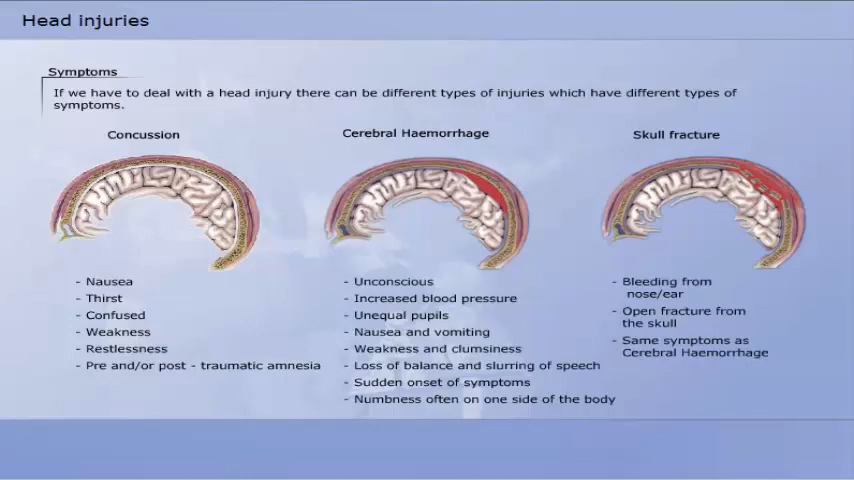 Head injuries
Symptoms
If we have to deal with a head injury there can be different types of injuries which have different types of
symptoms.
Concussion
- Nausea
- Thirst
- Confused
- Weakness
- Restlessness
- Pre and/or post - traumatic amnesia
Cerebral Haemorrhage
- Unconscious
- Increased blood pressure
- Unequal pupils
- Nausea and vomiting
- Weakness and clumsiness
- Loss of balance and slurring of speech
- Sudden onset of symptoms
- Numbness often on one side of the body
Skull fracture
- Bleeding from
nose/ear
- Open fracture from
the skull
- Same symptoms as
Cerebral Haemorrhage